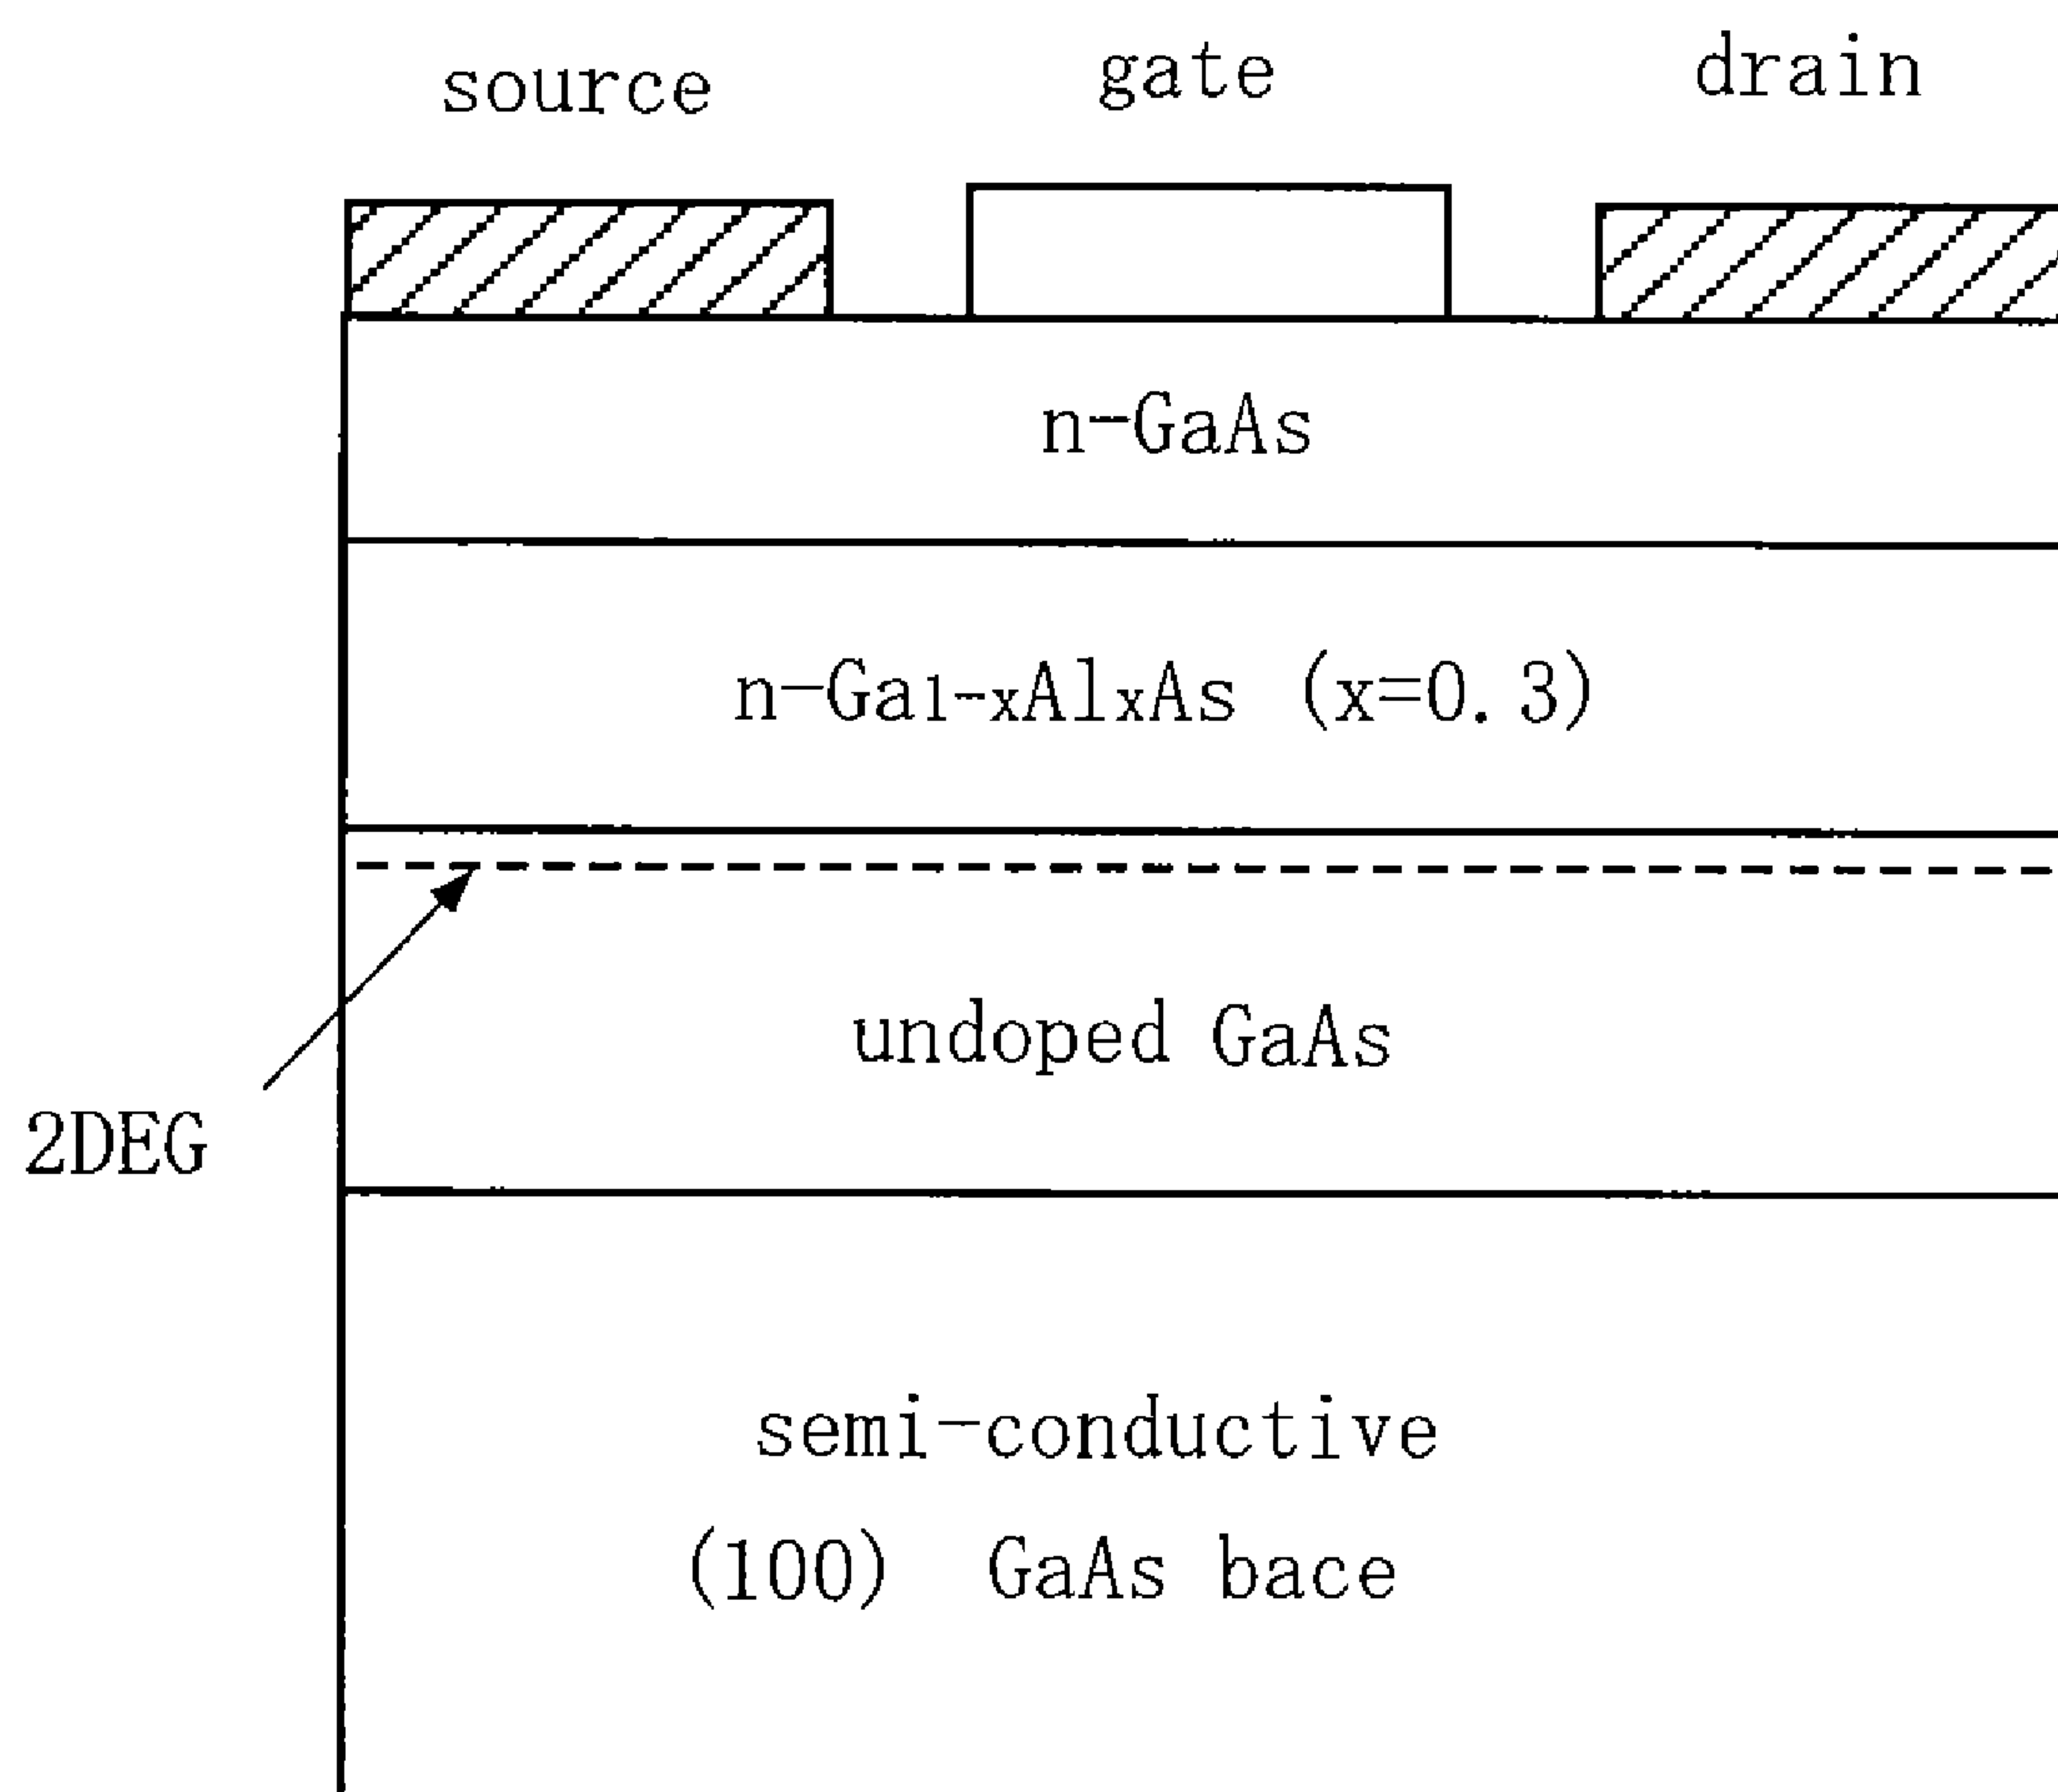 source gate drain
n-GaAs
n-Ga1-xAlxAs (x=0.3)
undoped GaAs
2DEG
semi-conductive
(100) GaAs bace